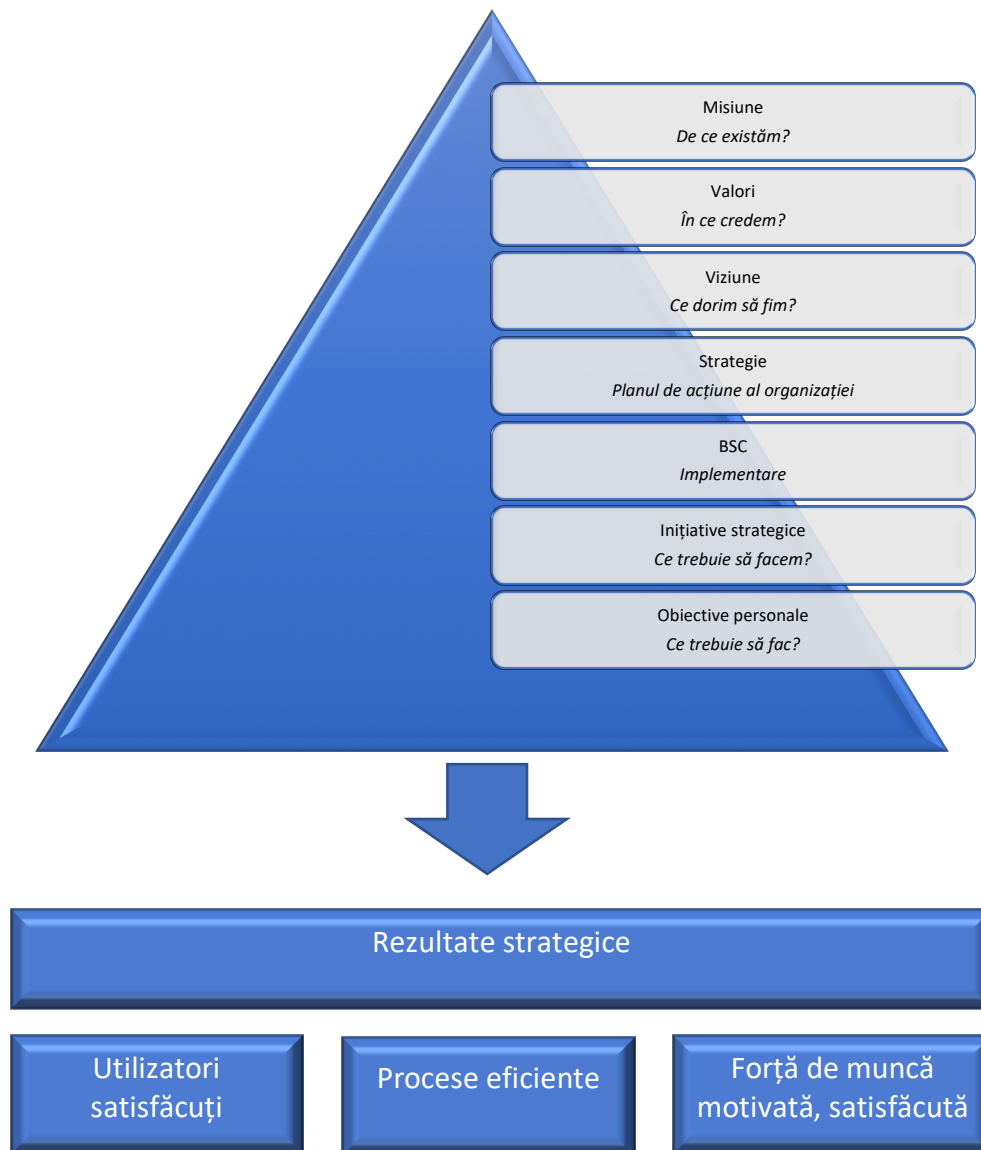 Misiune
De ce existăm?
Valori
În ce credem?
Viziune
Ce dorim să fim?
Strategie
Planul de acțiune al organizației
BSC
Implementare
Inițiative strategice
Ce trebuie să facem?
Obiective personale
Ce trebuie să fac?
Rezultate strategice
Utilizatori
satisfăcuți
Procese eficiente
Forță de muncă
motivată, satisfăcută